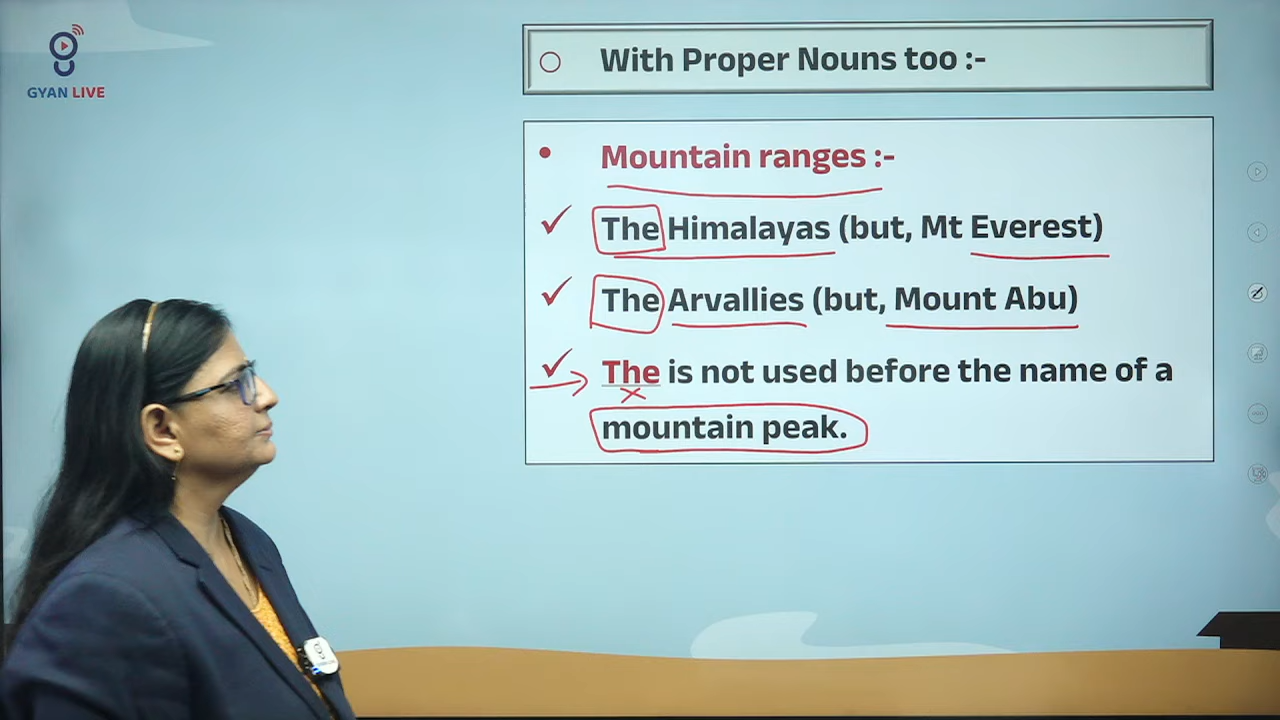 GYAN LIVE
With Proper Nouns too :-
Mountain ranges :-
The Himalayas (but, Mt Everest)
The Arvallies (but, Mount Abu)
The is not used before the name of a
mountain peak.